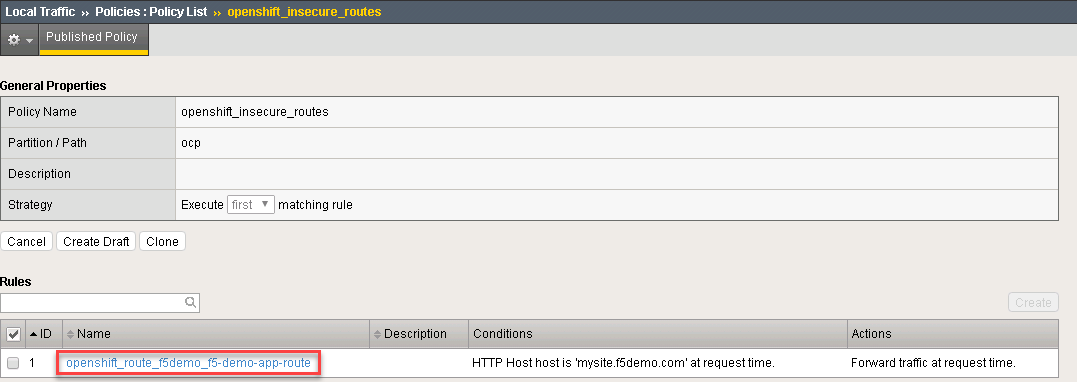 Local Traffic ›› Policies : Policy List ›› openshift_insecure_routes
Published Policy
General Properties
Policy Name openshift_insecure_routes
Partition / Path ocp
Description
Strategy Execute first matching rule
Cancel Create Draft Clone
Rules
Create
ID Name Description Conditions Actions
1 openshift_route_f5demo_f5-demo-app-route HTTP Host host is 'mysite.f5demo.com' at request time. Forward traffic at request time.